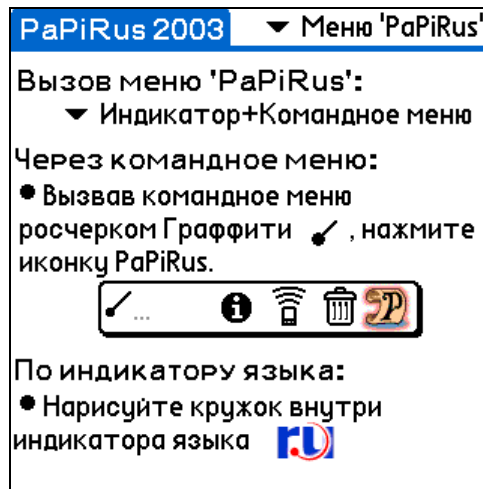 PaPiRus 2003 Меню 'PaPiRus'
Вызов меню 'PaPiRus':
Индикатор+Командное меню
Через командное меню:
Вызвав командное меню
росчерком Граффити , нажмите
иконку PaPiRus.
... i P
По индикатору языка:
Нарисуйте кружок внутри
индикатора языка ru